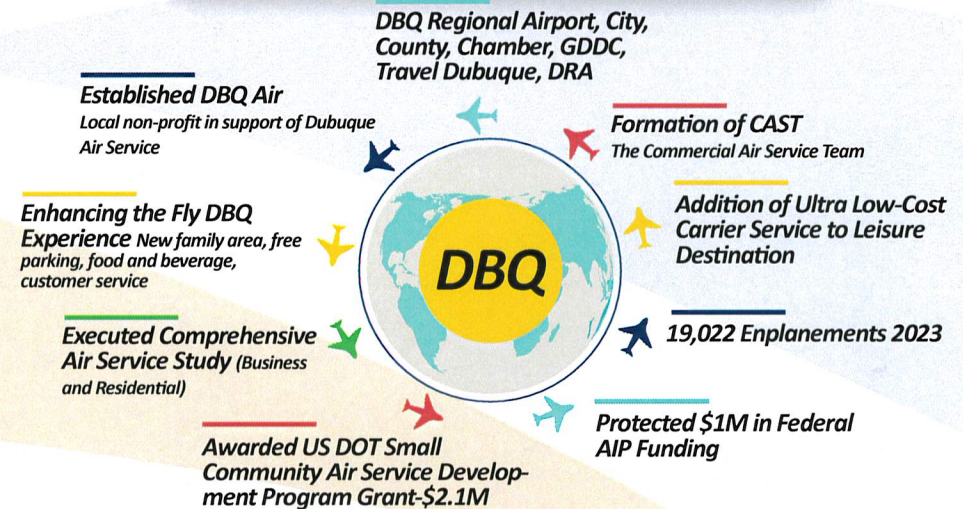 DBQ Regional Airport, City,
County, Chamber, GDDC,
Travel Dubuque, DRA
Established DBQ Air
Local non-profit in support of Dubuque
Air Service
Formation of CAST
The Commercial Air Service Team
Enhancing the Fly DBQ
Experience New family area, free
parking, food and beverage,
customer service
Addition of Ultra Low-Cost
Carrier Service to Leisure
Destination
DBQ
Executed Comprehensive
Air Service Study (Business
and Residential)
19,022 Enplanements 2023
Awarded US DOT Small
Community Air Service Develop-
ment Program Grant-$2.1M
Protected $1M in Federal
AIP Funding